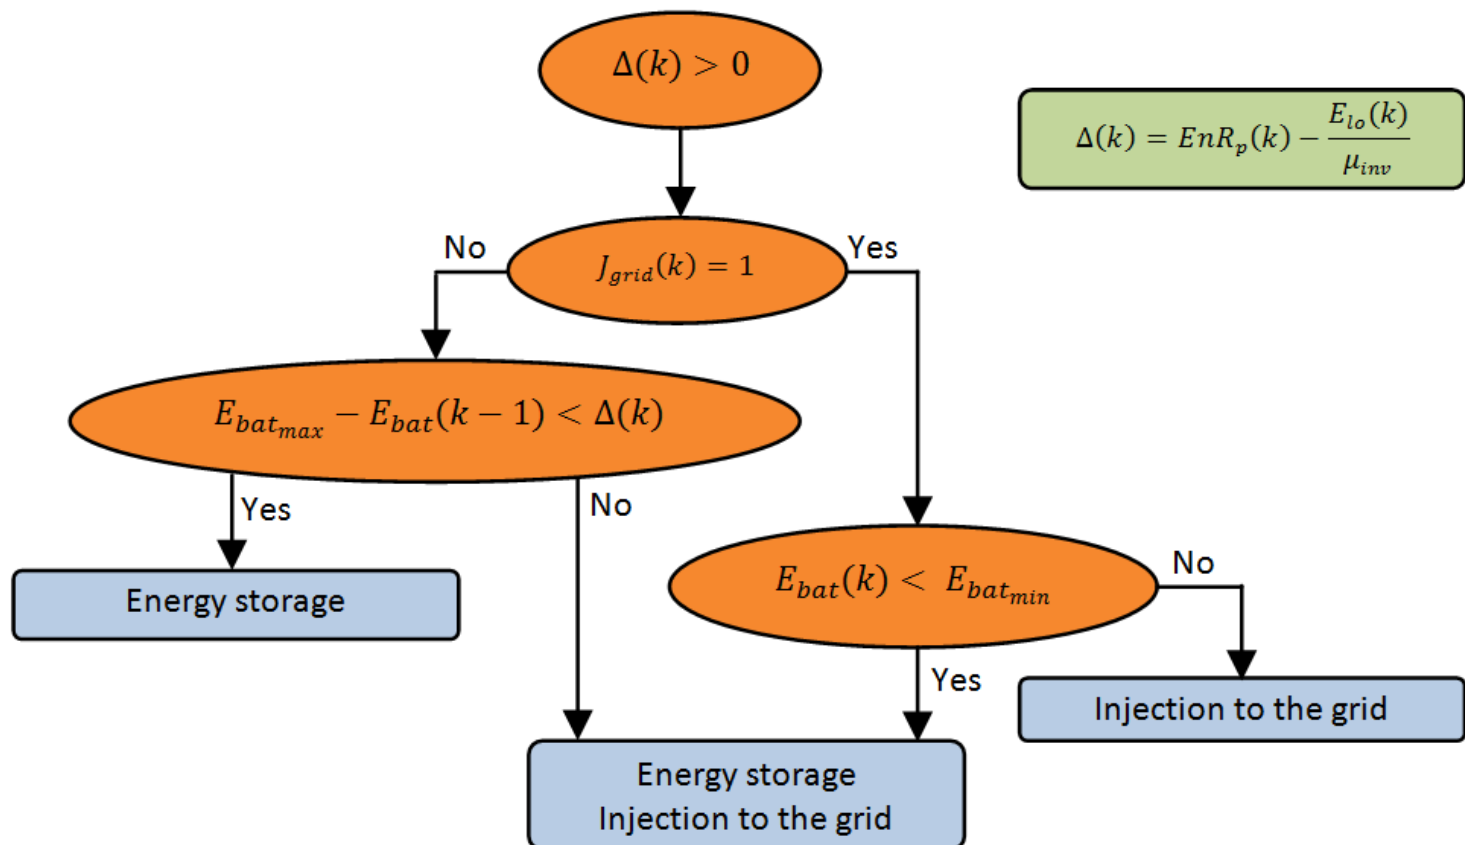 Δ(k) > 0
Δ(k) = EnR_p(k) − E_lo(k) / μ_inv
No
Yes
J_grid(k) = 1
E_bat_max − E_bat(k − 1) < Δ(k)
Yes
No
E_bat(k) < E_bat_min
No
Energy storage
Yes
Injection to the grid
Energy storage
Injection to the grid